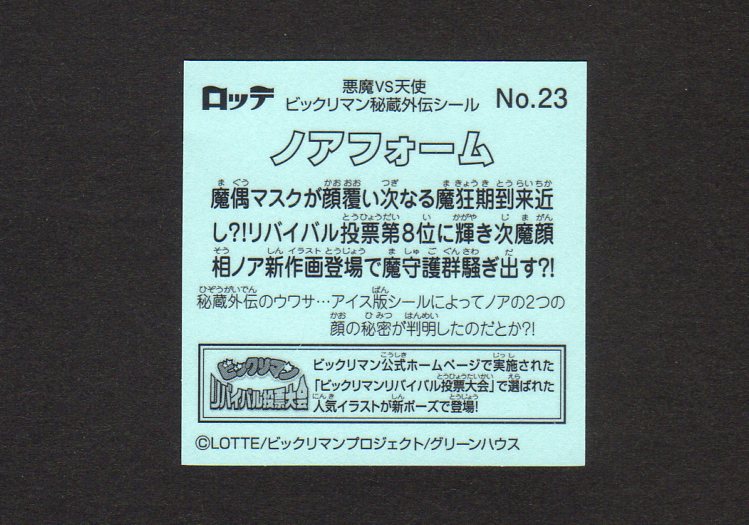 ロッテ
悪魔VS天使
ビックリマン秘蔵外伝シール
No.23
ノアフォーム
魔偶マスクが顔覆い次なる魔狂期到来近
し?!リバイバル投票第8位に輝き次魔顔
相ノア新作画登場で魔守護群騒ぎ出す?!
秘蔵外伝のウワサ…アイス版シールによってノアの2つの
顔の秘密が判明したのだとか?!
ビックリマン
リバイバル投票大会
ビックリマン公式ホームページで実施された
「ビックリマンリバイバル投票大会」で選ばれた
人気イラストが新ポーズで登場!
©LOTTE/ビックリマンプロジェクト/グリーンハウス